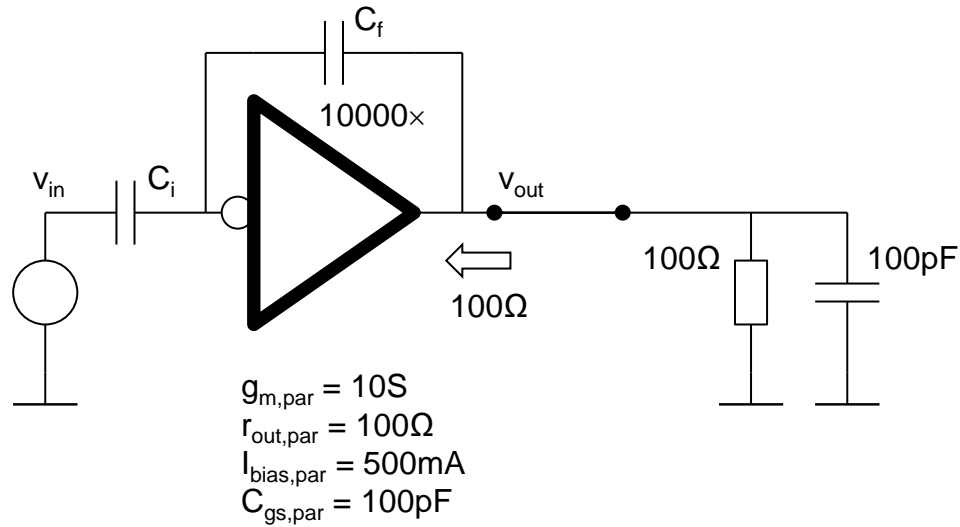 C_f
10000×
v_in
C_i
v_out
100Ω
100pF
100Ω
g_m,par = 10S
r_out,par = 100Ω
I_bias,par = 500mA
C_gs,par = 100pF